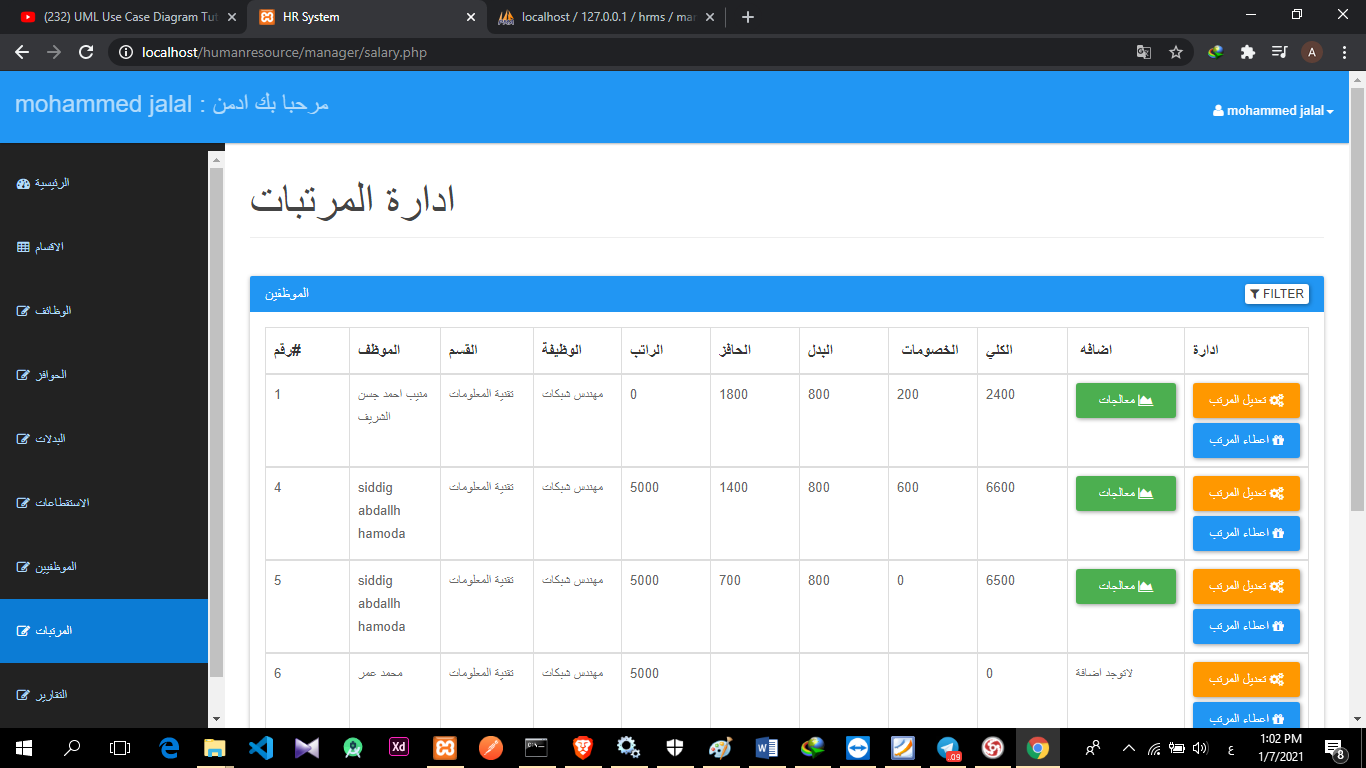 (232) UML Use Case Diagram Tut
HR System
localhost / 127.0.0.1 / hrms / mar
localhost/humanresource/manager/salary.php
A
mohammed jalal : مرحبا بك ادمن
mohammed jalal
الرئيسية
الاقسام
الوظائف
الحوافز
البدلات
الاستقطاعات
الموظفيين
المرتبات
التقارير
ادارة المرتبات
الموظفين
FILTER
#رقم الموظف القسم الوظيفة الراتب الحافز البدل الخصومات الكلي اضافه ادارة
1 منيب احمد جسن الشريف تقنية المعلومات مهندس شبكات 0 1800 800 200 2400 معالجات تعديل المرتب
اعطاء المرتب
4 siddig abdallh hamoda تقنية المعلومات مهندس شبكات 5000 1400 800 600 6600 معالجات تعديل المرتب
اعطاء المرتب
5 siddig abdallh hamoda تقنية المعلومات مهندس شبكات 5000 700 800 0 6500 معالجات تعديل المرتب
اعطاء المرتب
6 محمد عمر تقنية المعلومات مهندس شبكات 5000 0 لاتوجد اضافة تعديل المرتب
اعطاء المرتب
Xd
ع
1:02 PM
1/7/2021
8